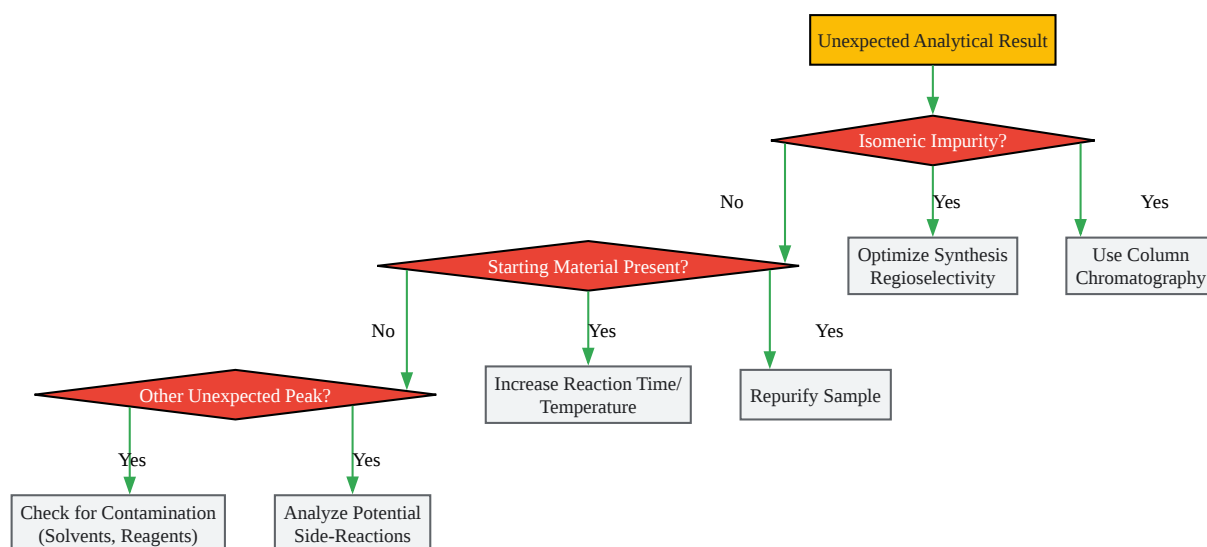 Unexpected Analytical Result
Isomeric Impurity?
No
Yes
Yes
Optimize Synthesis
Regioselectivity
Use Column
Chromatography
Starting Material Present?
No
Yes
Yes
Increase Reaction Time/
Temperature
Repurify Sample
Other Unexpected Peak?
Yes
Yes
Check for Contamination
(Solvents, Reagents)
Analyze Potential
Side-Reactions